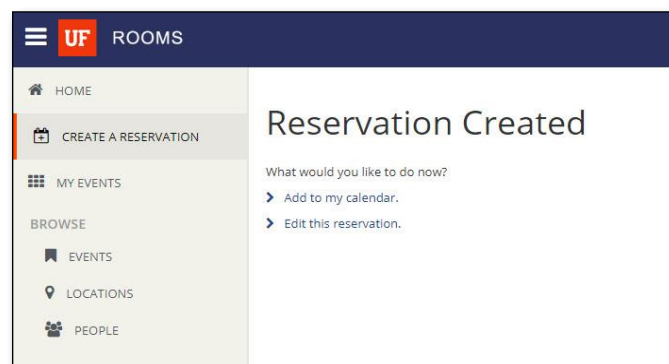 UF ROOMS
HOME
CREATE A RESERVATION
MY EVENTS
BROWSE
EVENTS
LOCATIONS
PEOPLE
Reservation Created
What would you like to do now?
Add to my calendar.
Edit this reservation.